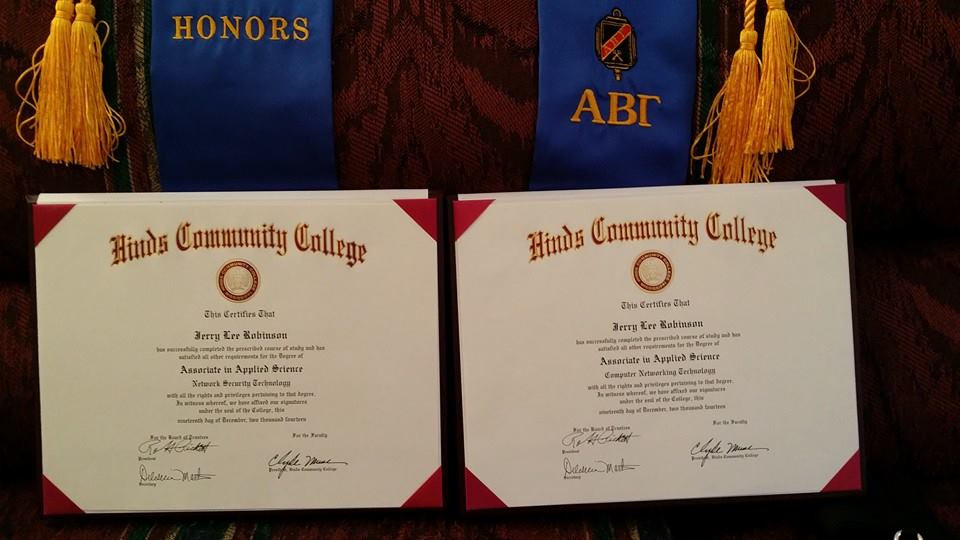 HONORS
ΑΒΓ
Hinds Community College
This Certifies That
Jerry Lee Robinson
has successfully completed the prescribed course of study and has
satisfied all other requirements for the Degree of
Associate in Applied Science
Network Security Technology
with all the rights and privileges pertaining to that degree.
In witness whereof, we have affixed our signatures
under the seal of the College, this
nineteenth day of December, two thousand fourteen
For the Board of Trustees
For the Faculty
President
Clyde Muse
President, Hinds Community College
Secretary
Hinds Community College
This Certifies That
Jerry Lee Robinson
has successfully completed the prescribed course of study and has
satisfied all other requirements for the Degree of
Associate in Applied Science
Computer Networking Technology
with all the rights and privileges pertaining to that degree.
In witness whereof, we have affixed our signatures
under the seal of the College, this
nineteenth day of December, two thousand fourteen
For the Board of Trustees
For the Faculty
President
Clyde Muse
President, Hinds Community College
Secretary